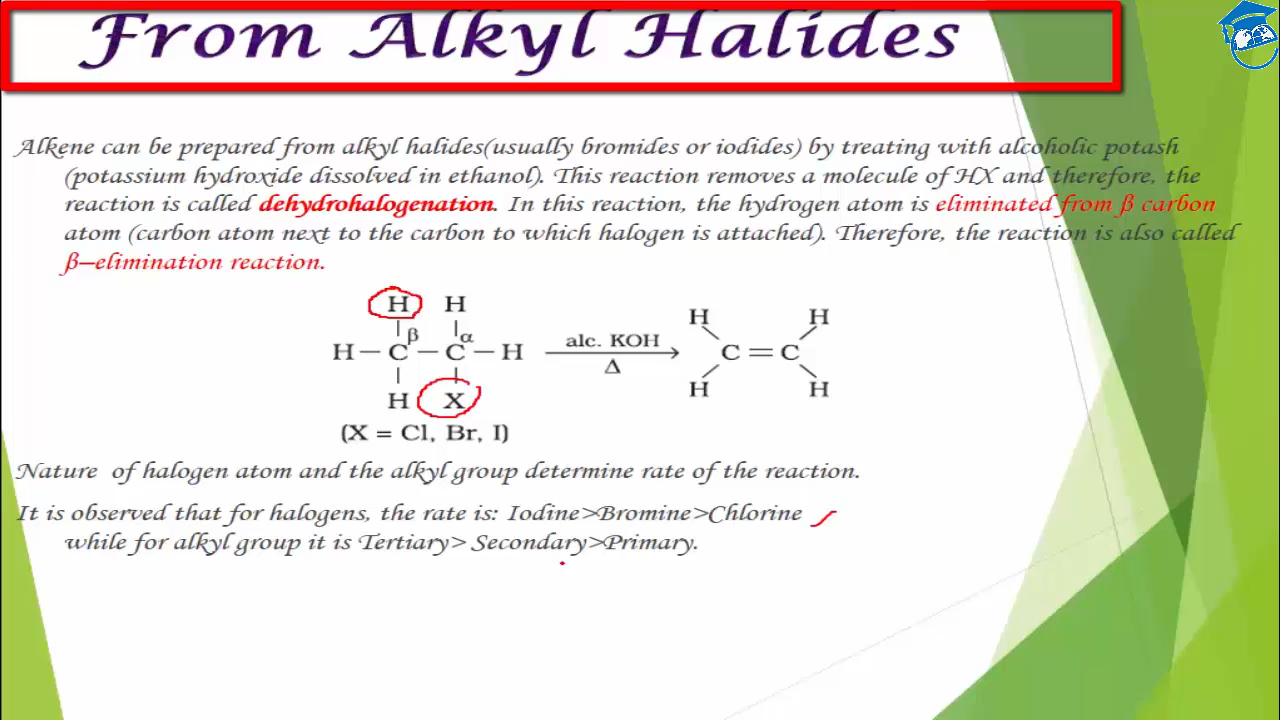 From Alkyl Halides
Alkene can be prepared from alkyl halides(usually bromides or iodides) by treating with alcoholic potash
(potassium hydroxide dissolved in ethanol). This reaction removes a molecule of HX and therefore, the
reaction is called dehydrohalogenation. In this reaction, the hydrogen atom is eliminated from β carbon
atom (carbon atom next to the carbon to which halogen is attached). Therefore, the reaction is also called
β–elimination reaction.
H H H H
β α
H – C – C – H alc. KOH Δ C = C
H X H H
(X = Cl, Br, I)
Nature of halogen atom and the alkyl group determine rate of the reaction.
It is observed that for halogens, the rate is: Iodine>Bromine>Chlorine
while for alkyl group it is Tertiary> Secondary>Primary.